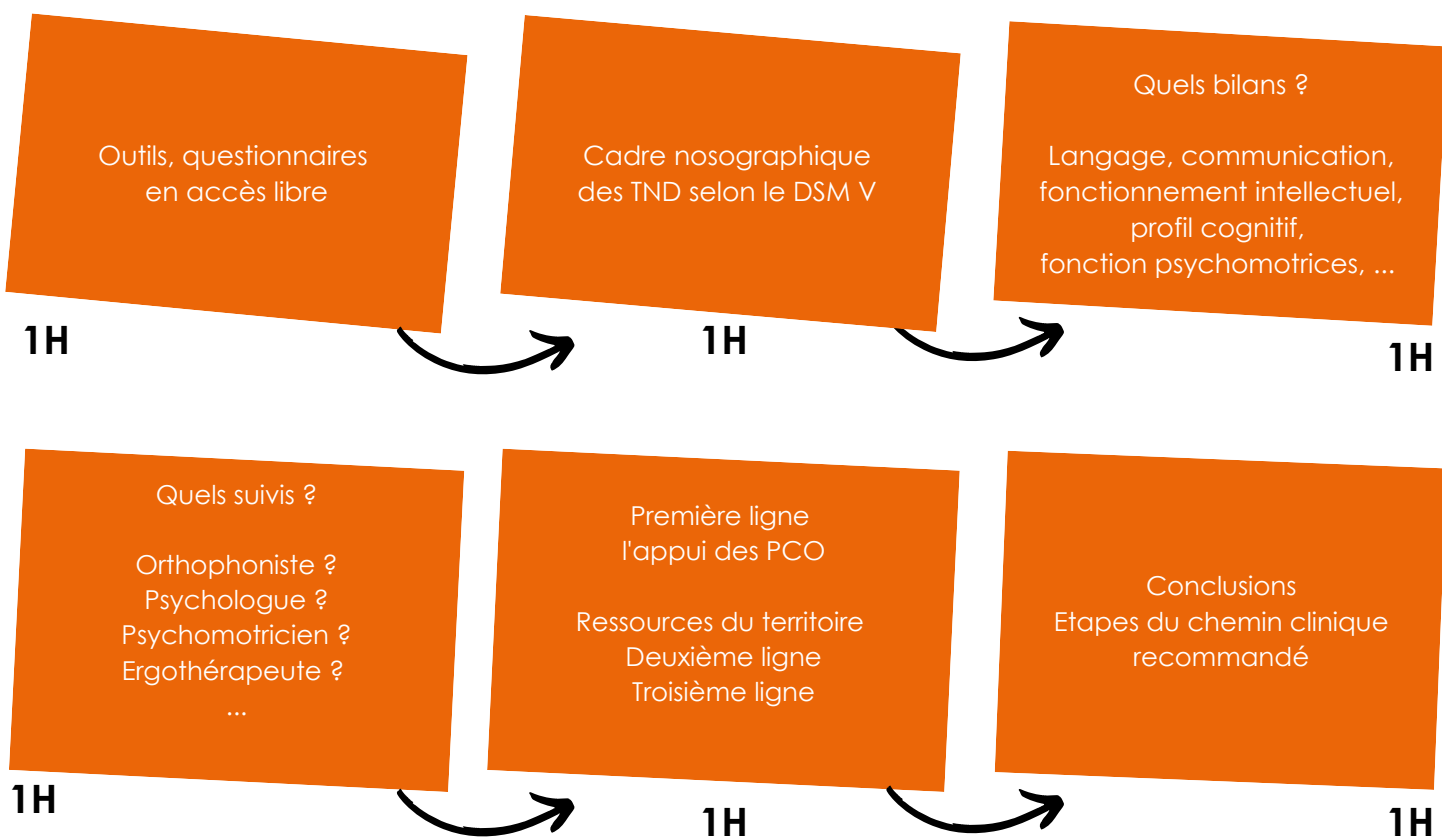 Outils, questionnaires
en accès libre
1H
Cadre nosographique
des TND selon le DSM V
1H
Quels bilans ?
Langage, communication,
fonctionnement intellectuel,
profil cognitif,
fonction psychomotrices, ...
1H
Quels suivis ?
Orthophoniste ?
Psychologue ?
Psychomotricien ?
Ergothérapeute ?
...
1H
Première ligne
l'appui des PCO
Ressources du territoire
Deuxième ligne
Troisième ligne
1H
Conclusions
Etapes du chemin clinique
recommandé
1H